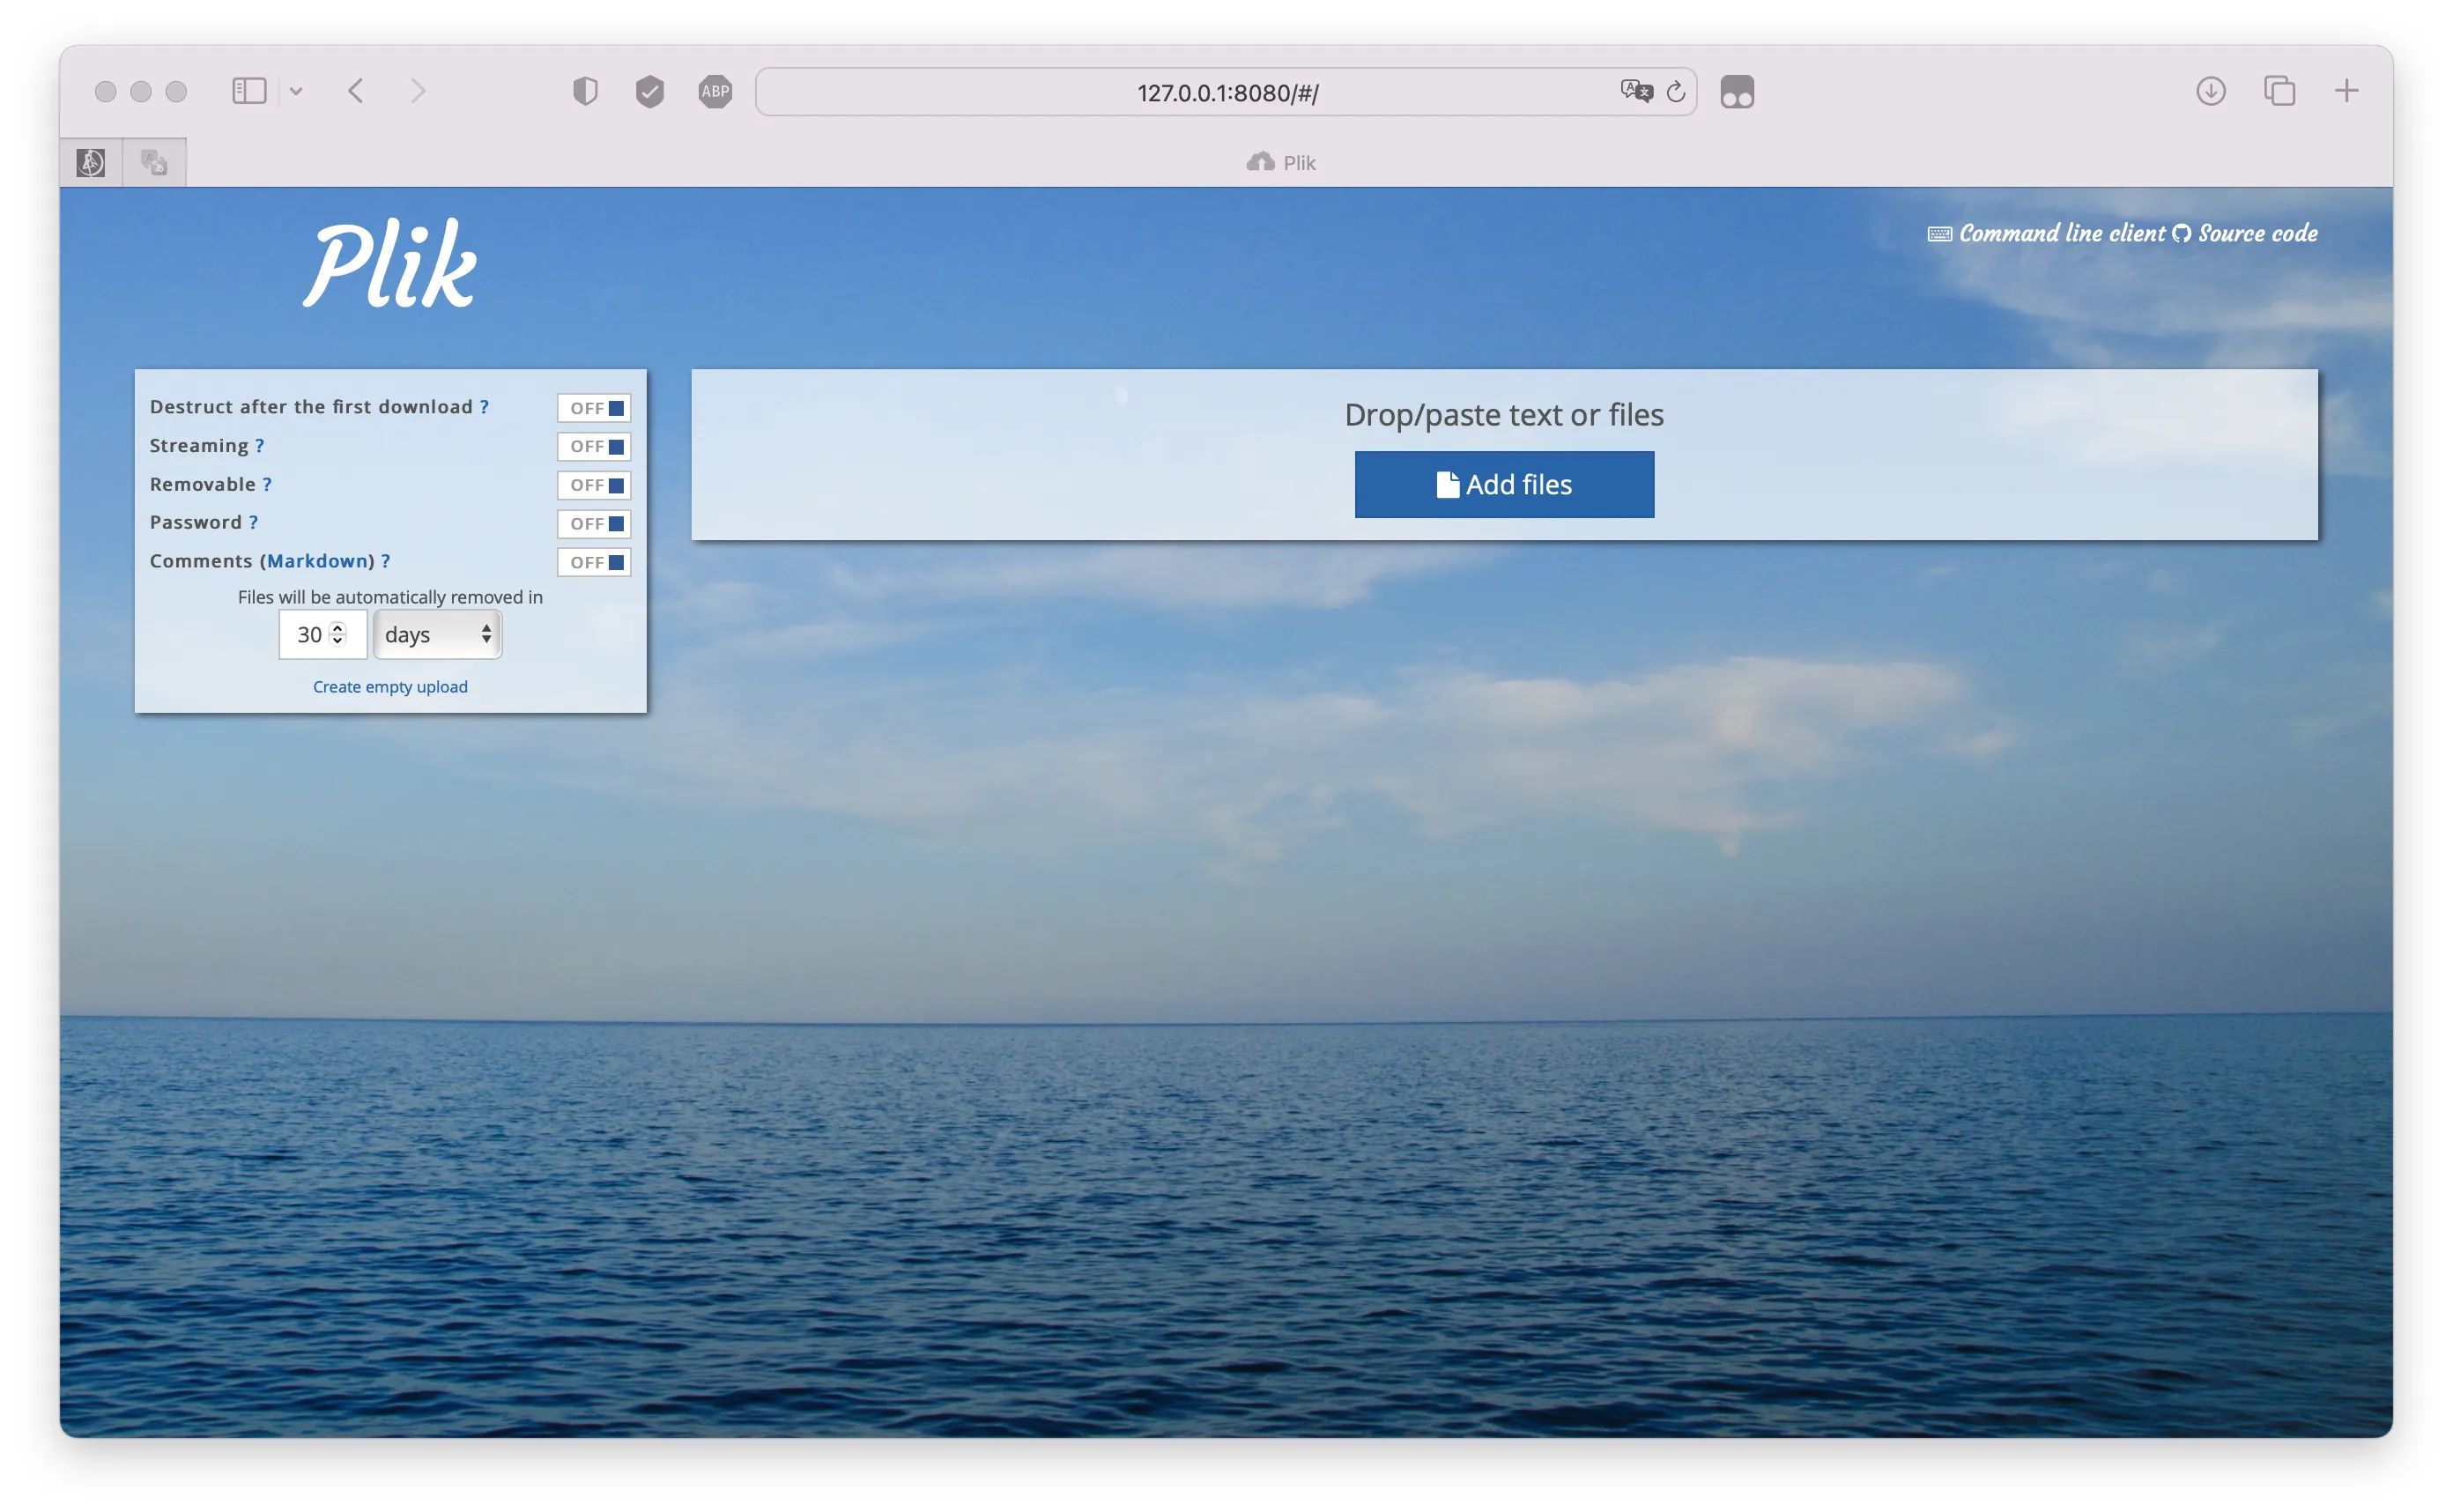 ABP
127.0.0.1:8080/#/
Plik
Plik
Command line client Source code
Destruct after the first download ? OFF
Streaming ? OFF
Removable ? OFF
Password ? OFF
Comments (Markdown) ? OFF
Files will be automatically removed in
30 days
Create empty upload
Drop/paste text or files
Add files